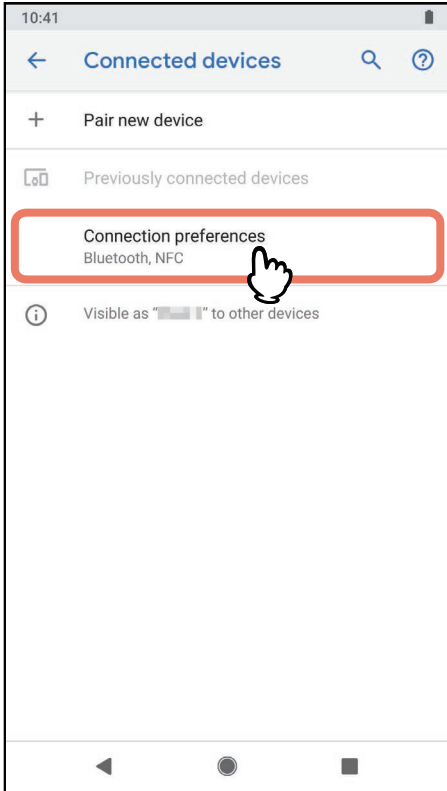 10:41
Connected devices
Pair new device
Previously connected devices
Connection preferences
Bluetooth, NFC
Visible as “ ” to other devices